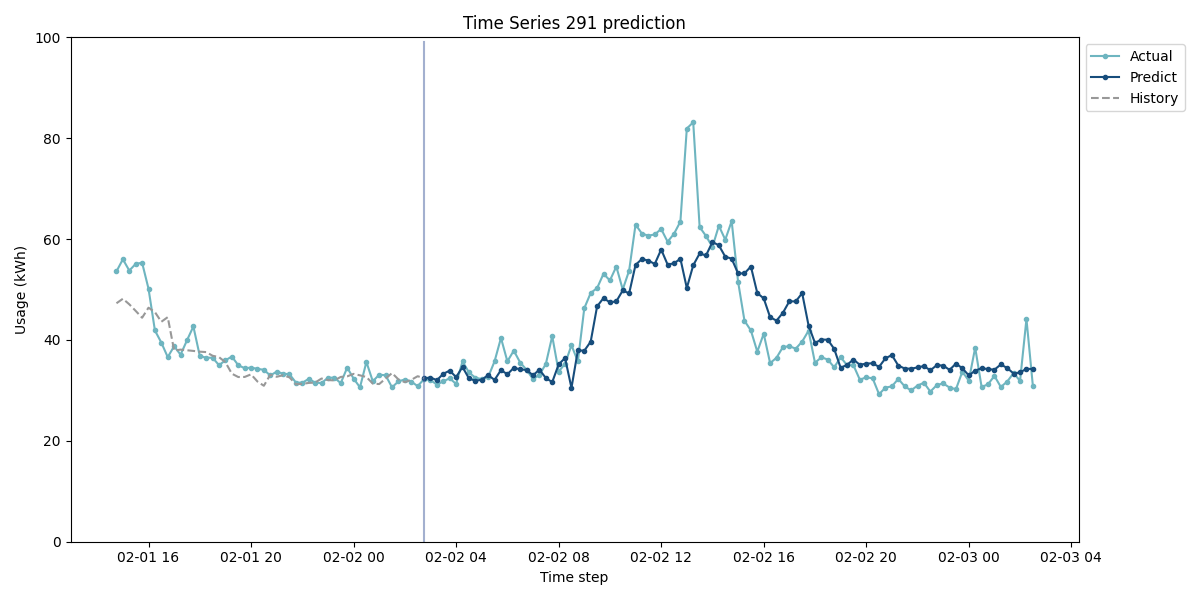 Time Series 291 prediction
100
80
60
40
20
0
Usage (kWh)
02-01 16
02-01 20
02-02 00
02-02 04
02-02 08
02-02 12
02-02 16
02-02 20
02-03 00
02-03 04
Time step
Actual
Predict
History